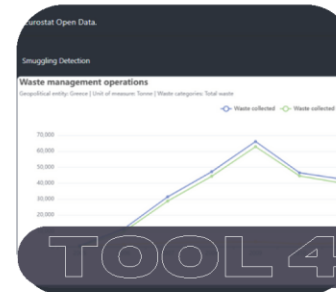 urostat Open Data.
Smuggling Detection
Waste management operations
Geopolitical entity: Greece | Unit of measure: Tonne | Waste categories: Total waste
Waste collected Waste collected
70,000
60,000
50,000
40,000
30,000
20,000
TOOL 4